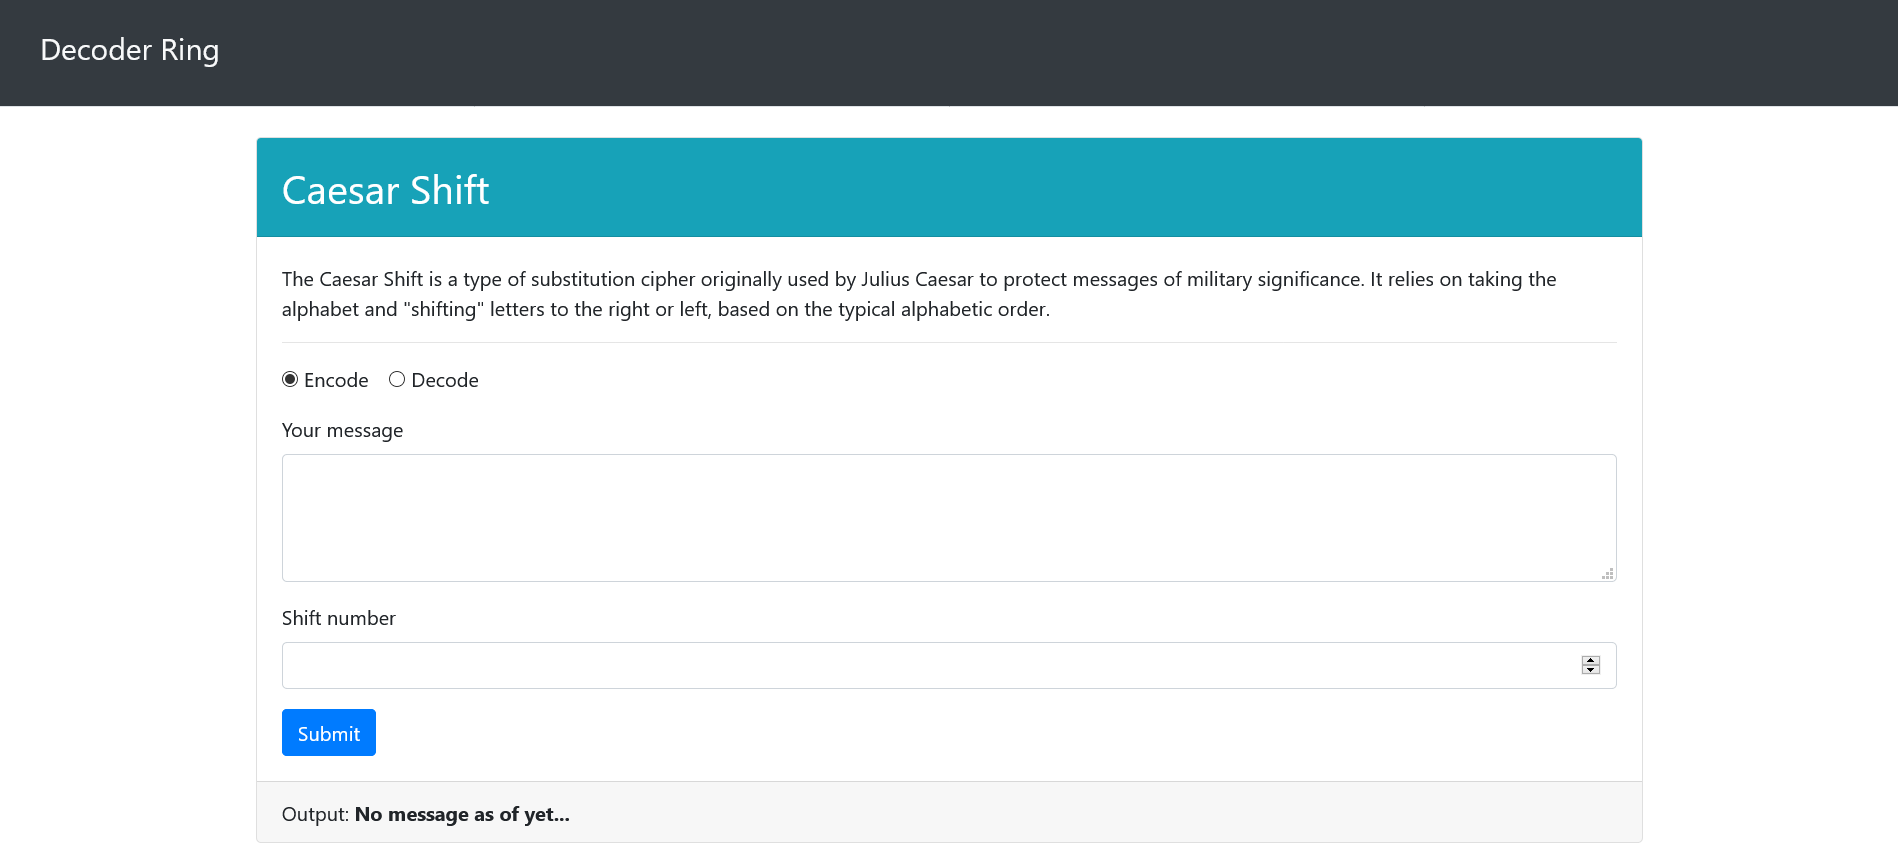 Decoder Ring
Caesar Shift
The Caesar Shift is a type of substitution cipher originally used by Julius Caesar to protect messages of military significance. It relies on taking the
alphabet and "shifting" letters to the right or left, based on the typical alphabetic order.
Encode Decode
Your message
Shift number
Submit
Output: No message as of yet...